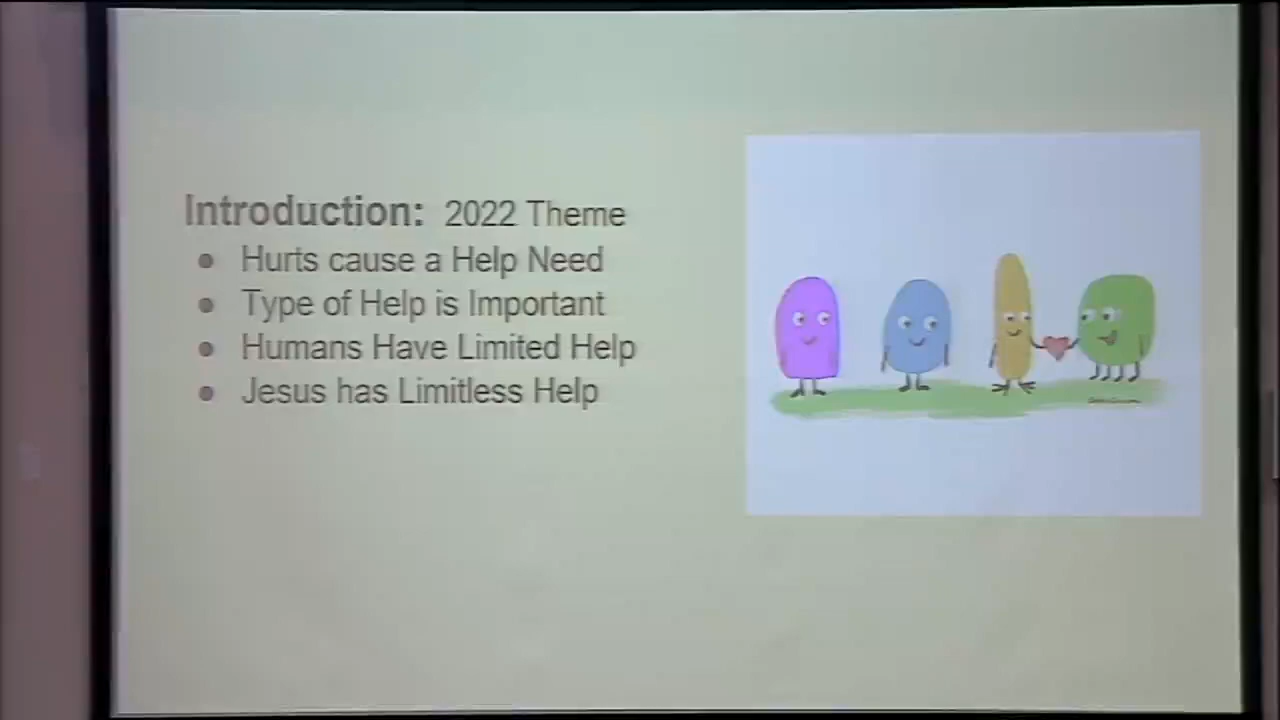 Introduction: 2022 Theme
● Hurts cause a Help Need
● Type of Help is Important
● Humans Have Limited Help
● Jesus has Limitless Help